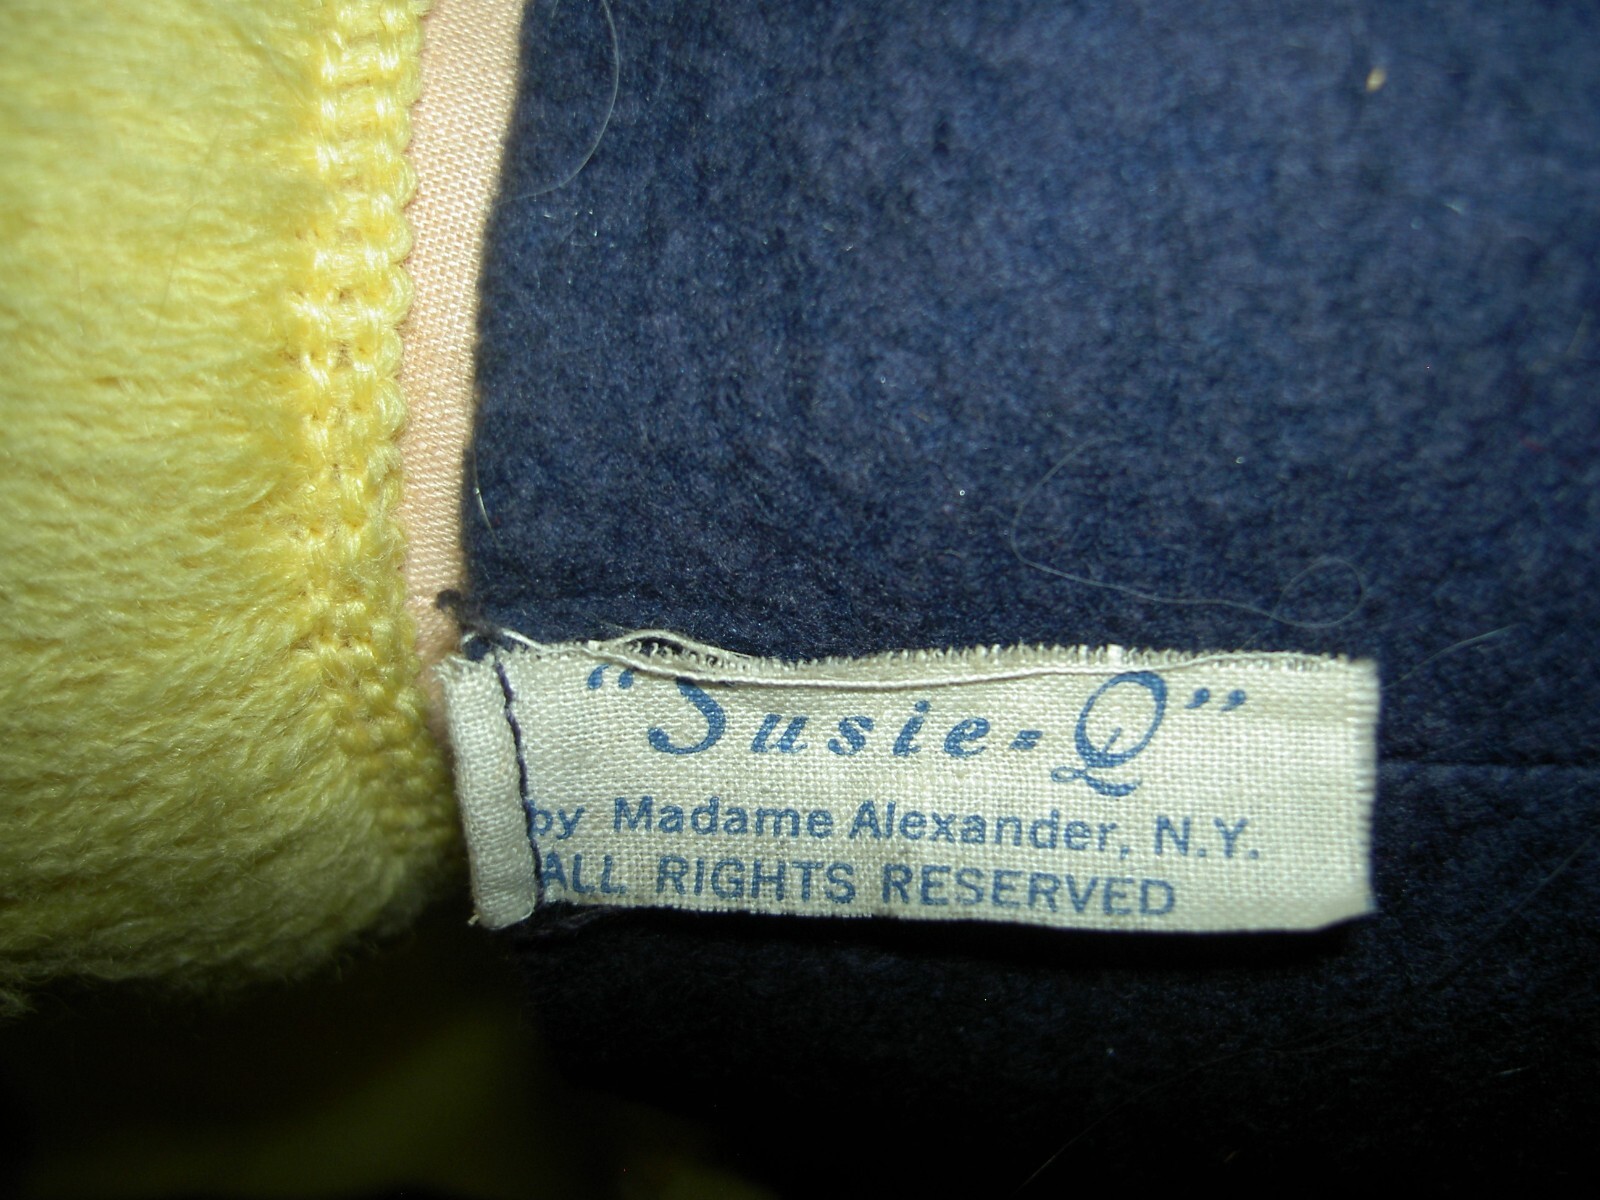 "Susie-Q"
by Madame Alexander, N.Y.
ALL RIGHTS RESERVED